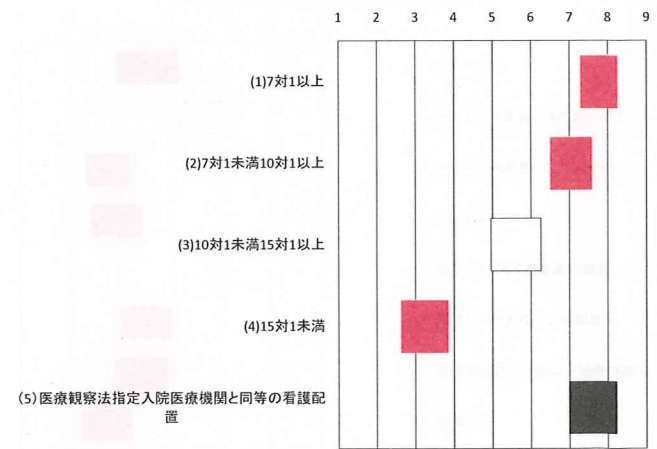 1 2 3 4 5 6 7 8 9
(1)7対1以上
(2)7対1未満10対1以上
(3)10対1未満15対1以上
(4)15対1未満
(5)医療観察法指定入院医療機関と同等の看護配
置